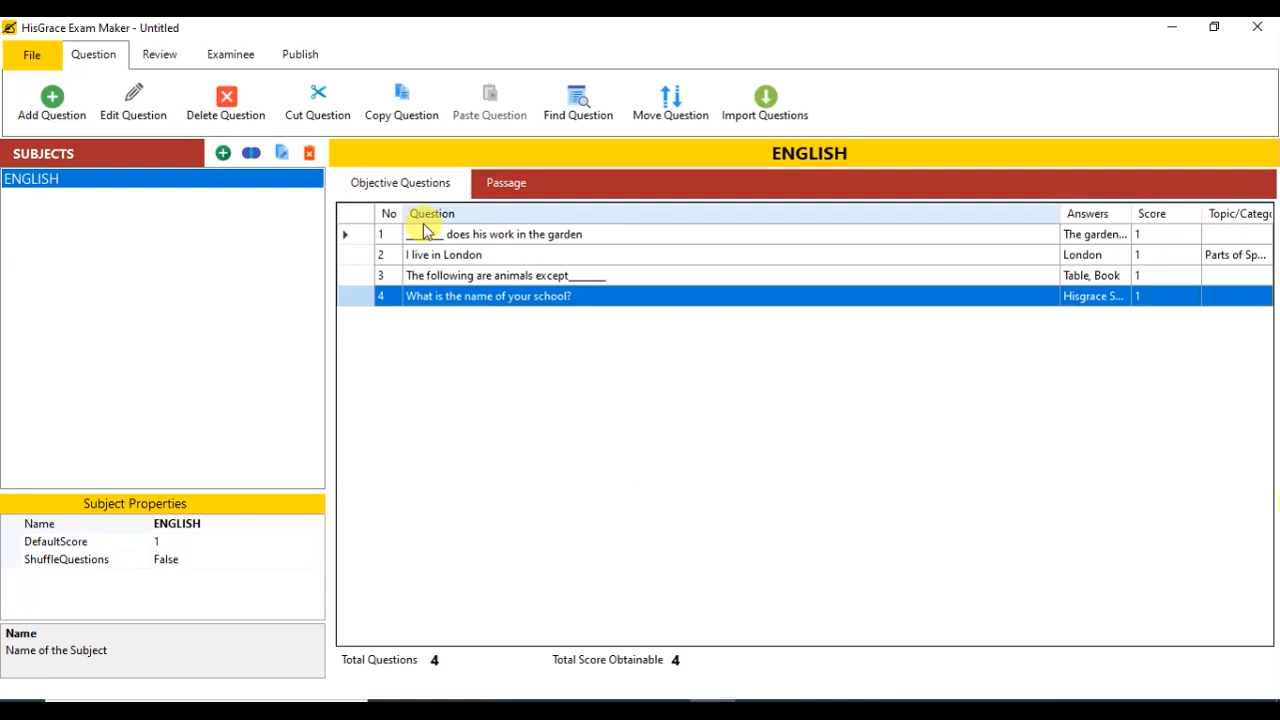 HisGrace Exam Maker - Untitled
File Question Review Examinee Publish
Add Question Edit Question Delete Question Cut Question Copy Question Paste Question Find Question Move Question Import Questions
SUBJECTS
ENGLISH
ENGLISH
Objective Questions Passage
No Question Answers Score Topic/Catego
1 ______ does his work in the garden The garden... 1
2 I live in London London 1 Parts of Sp...
3 The following are animals except______ Table, Book 1
4 What is the name of your school? Hisgrace S... 1
Subject Properties
Name ENGLISH
DefaultScore 1
ShuffleQuestions False
Name
Name of the Subject
Total Questions 4 Total Score Obtainable 4